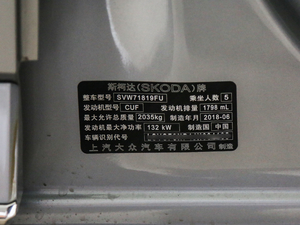 斯柯达(SKODA)牌
整车型号 SVW71819FU 乘坐人数 5
发动机型号 CUF 发动机排量 1798 mL
最大允许总质量 2035kg 制造年月 2018-06
发动机最大净功率 132 kW 制造国 中国
车辆识别代号
上汽大众汽车有限公司 制造